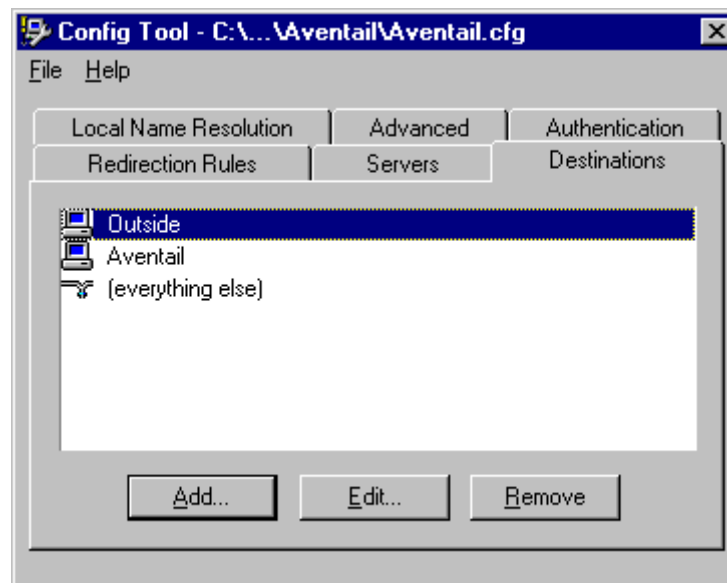 Config Tool - C:\...\Aventail\Aventail.cfg
File Help
Local Name Resolution Advanced Authentication
Redirection Rules Servers Destinations
Outside
Aventail
(everything else)
Add... Edit... Remove